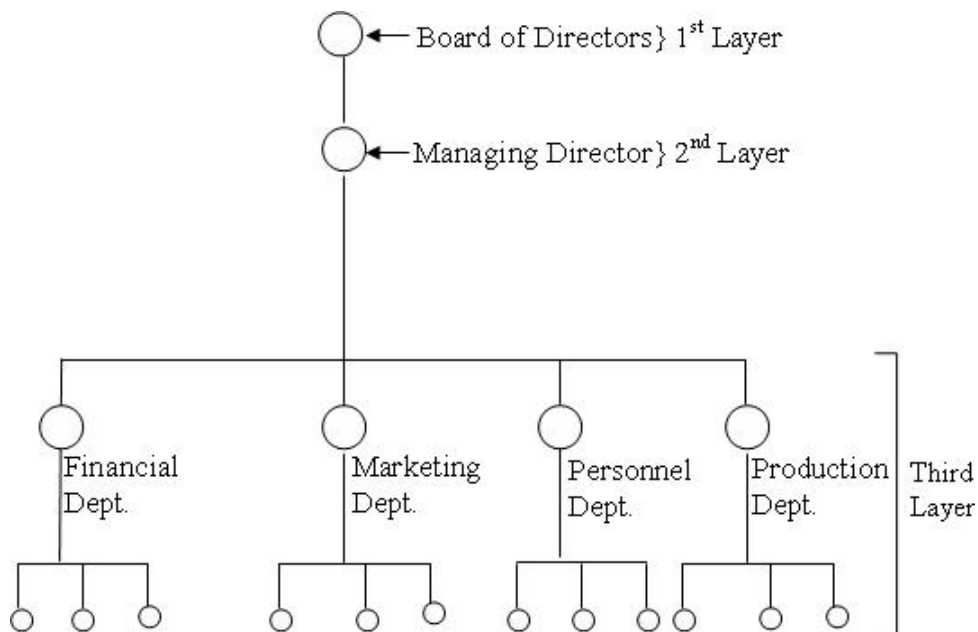 Board of Directors} 1st Layer
Managing Director} 2nd Layer
Financial
Dept.
Marketing
Dept.
Personnel
Dept.
Production
Dept.
Third
Layer